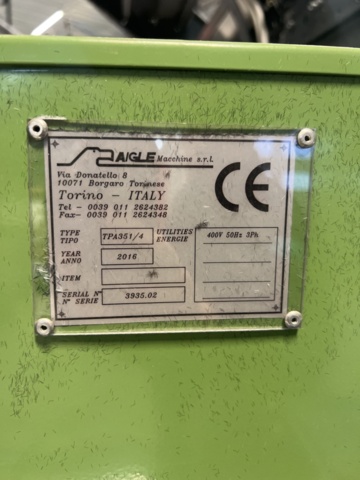 AIGLE Macchine s.r.l.
Via Donatello 8
10071 Borgaro Torinese
Torino - ITALY
Tel - 0039 011 2624382
Fax- 0039 011 2624348
CE
TYPE TIPO TPA351/4 UTILITIES ENERGIE 400V 50Hz 3Ph
YEAR ANNO 2016
ITEM
SERIAL N° N° SERIE 3935.02